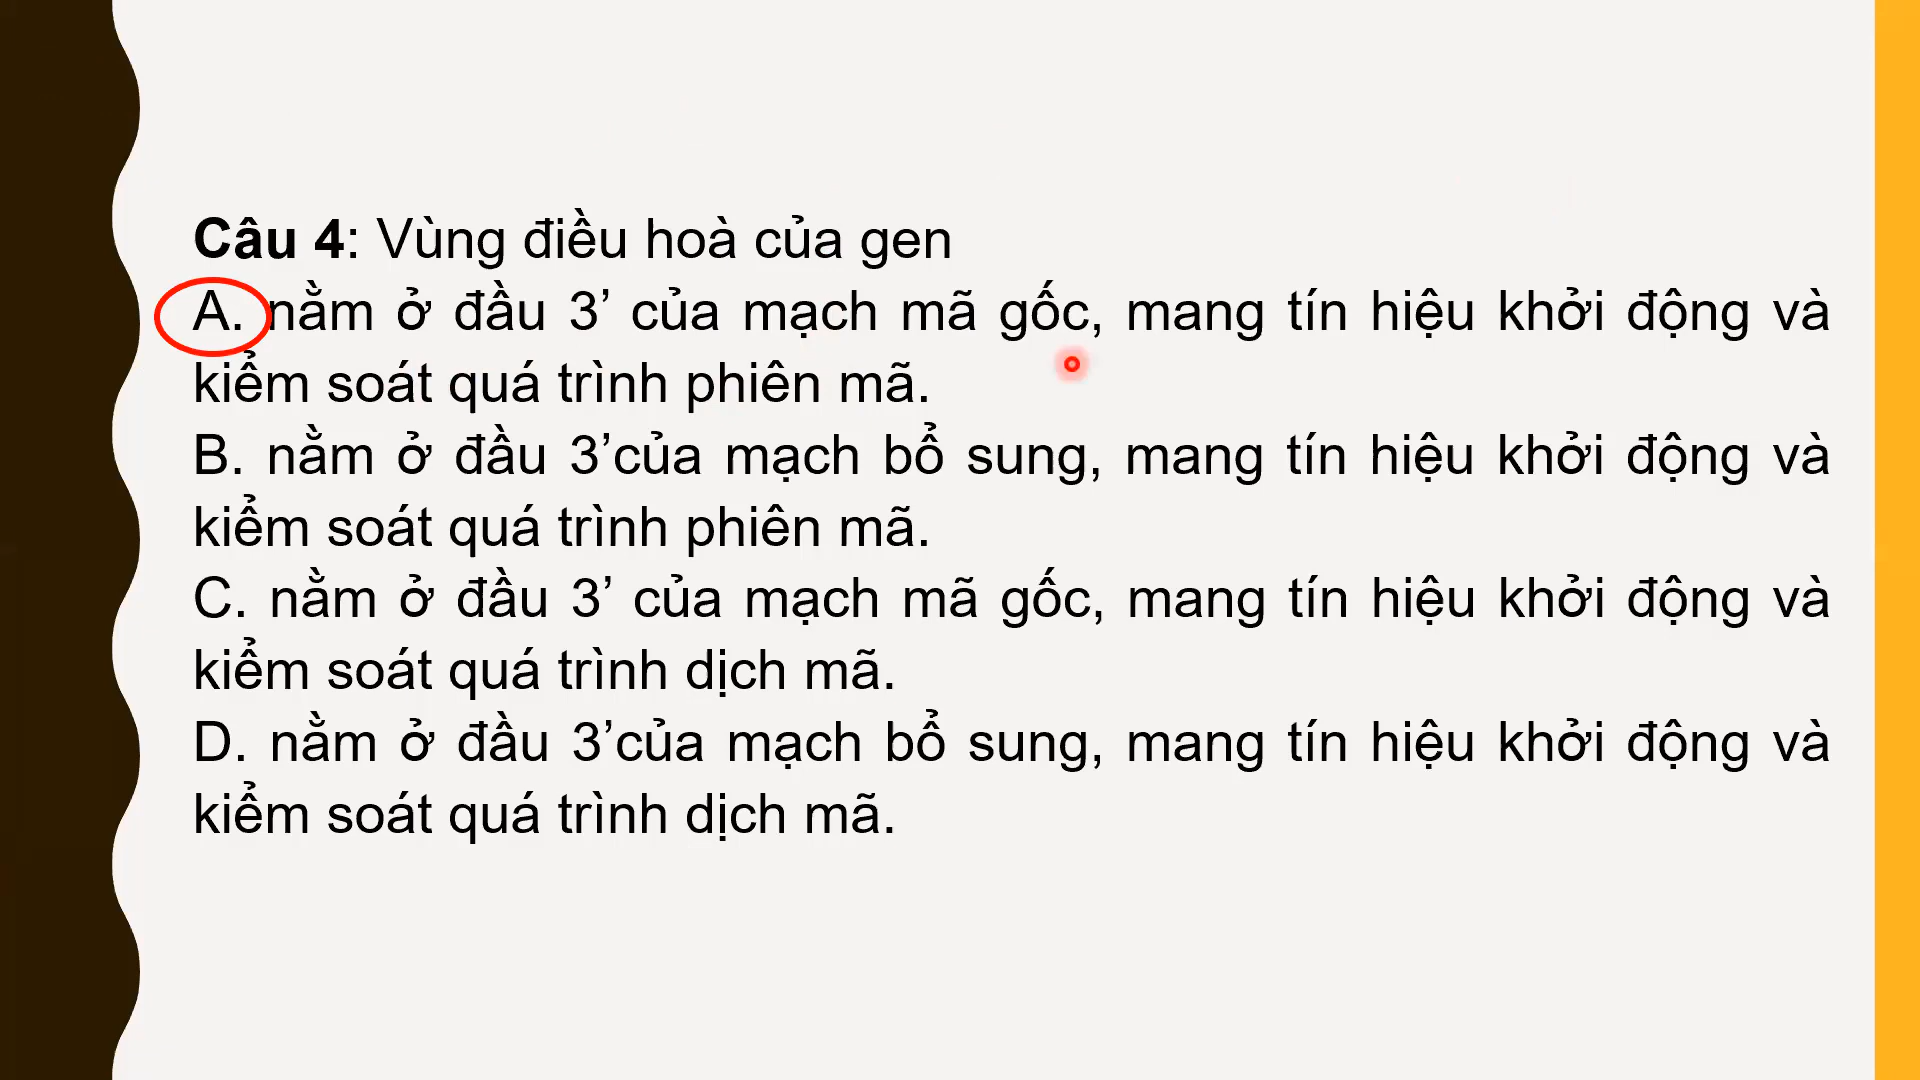 Câu 4: Vùng điều hoà của gen
A. nằm ở đầu 3’ của mạch mã gốc, mang tín hiệu khởi động và
kiểm soát quá trình phiên mã.
B. nằm ở đầu 3’của mạch bổ sung, mang tín hiệu khởi động và
kiểm soát quá trình phiên mã.
C. nằm ở đầu 3’ của mạch mã gốc, mang tín hiệu khởi động và
kiểm soát quá trình dịch mã.
D. nằm ở đầu 3’của mạch bổ sung, mang tín hiệu khởi động và
kiểm soát quá trình dịch mã.